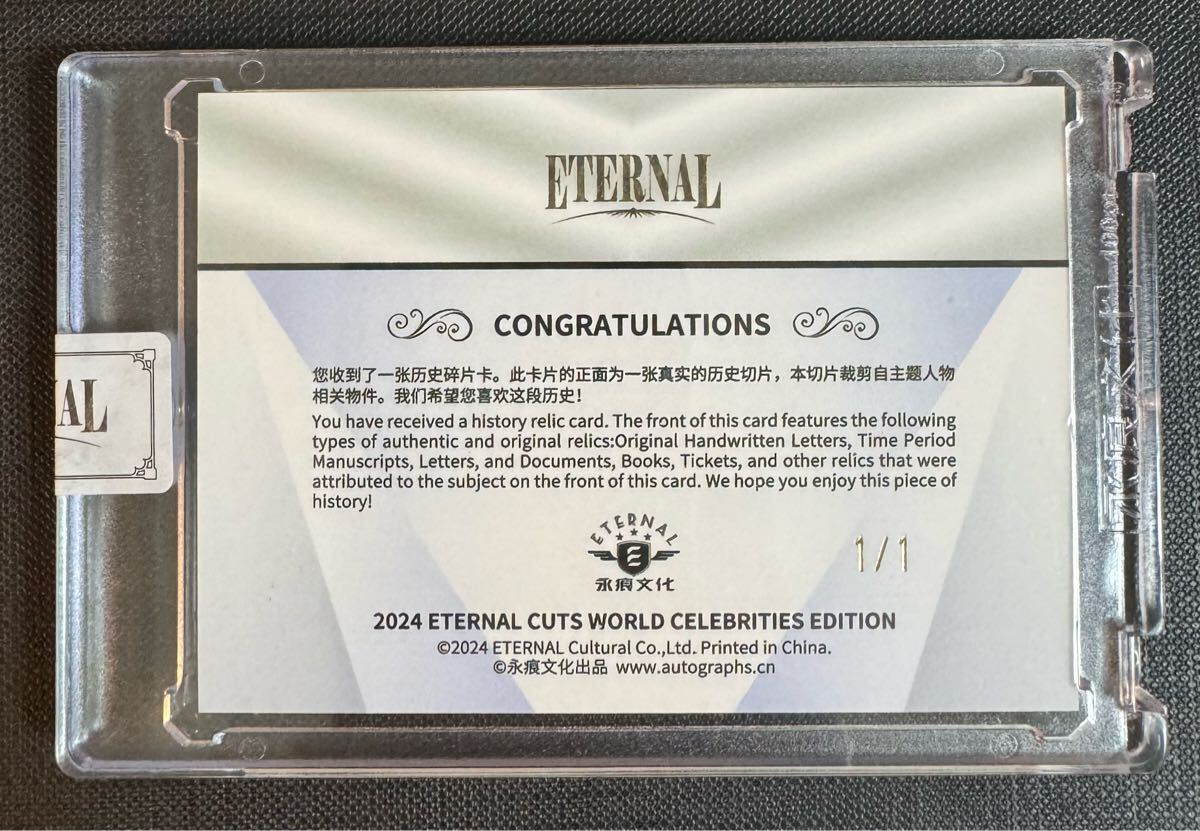 ETERNAL
CONGRATULATIONS
您收到了一张历史碎片卡。此卡片的正面为一张真实的历史切片，本切片裁剪自主题人物
相关物件。我们希望您喜欢这段历史！
You have received a history relic card. The front of this card features the following
types of authentic and original relics:Original Handwritten Letters, Time Period
Manuscripts, Letters, and Documents, Books, Tickets, and other relics that were
attributed to the subject on the front of this card. We hope you enjoy this piece of
history!
NAL
ETERNAL
永痕文化
1/1
2024 ETERNAL CUTS WORLD CELEBRITIES EDITION
©2024 ETERNAL Cultural Co.,Ltd. Printed in China.
©永痕文化出品 www.autographs.cn